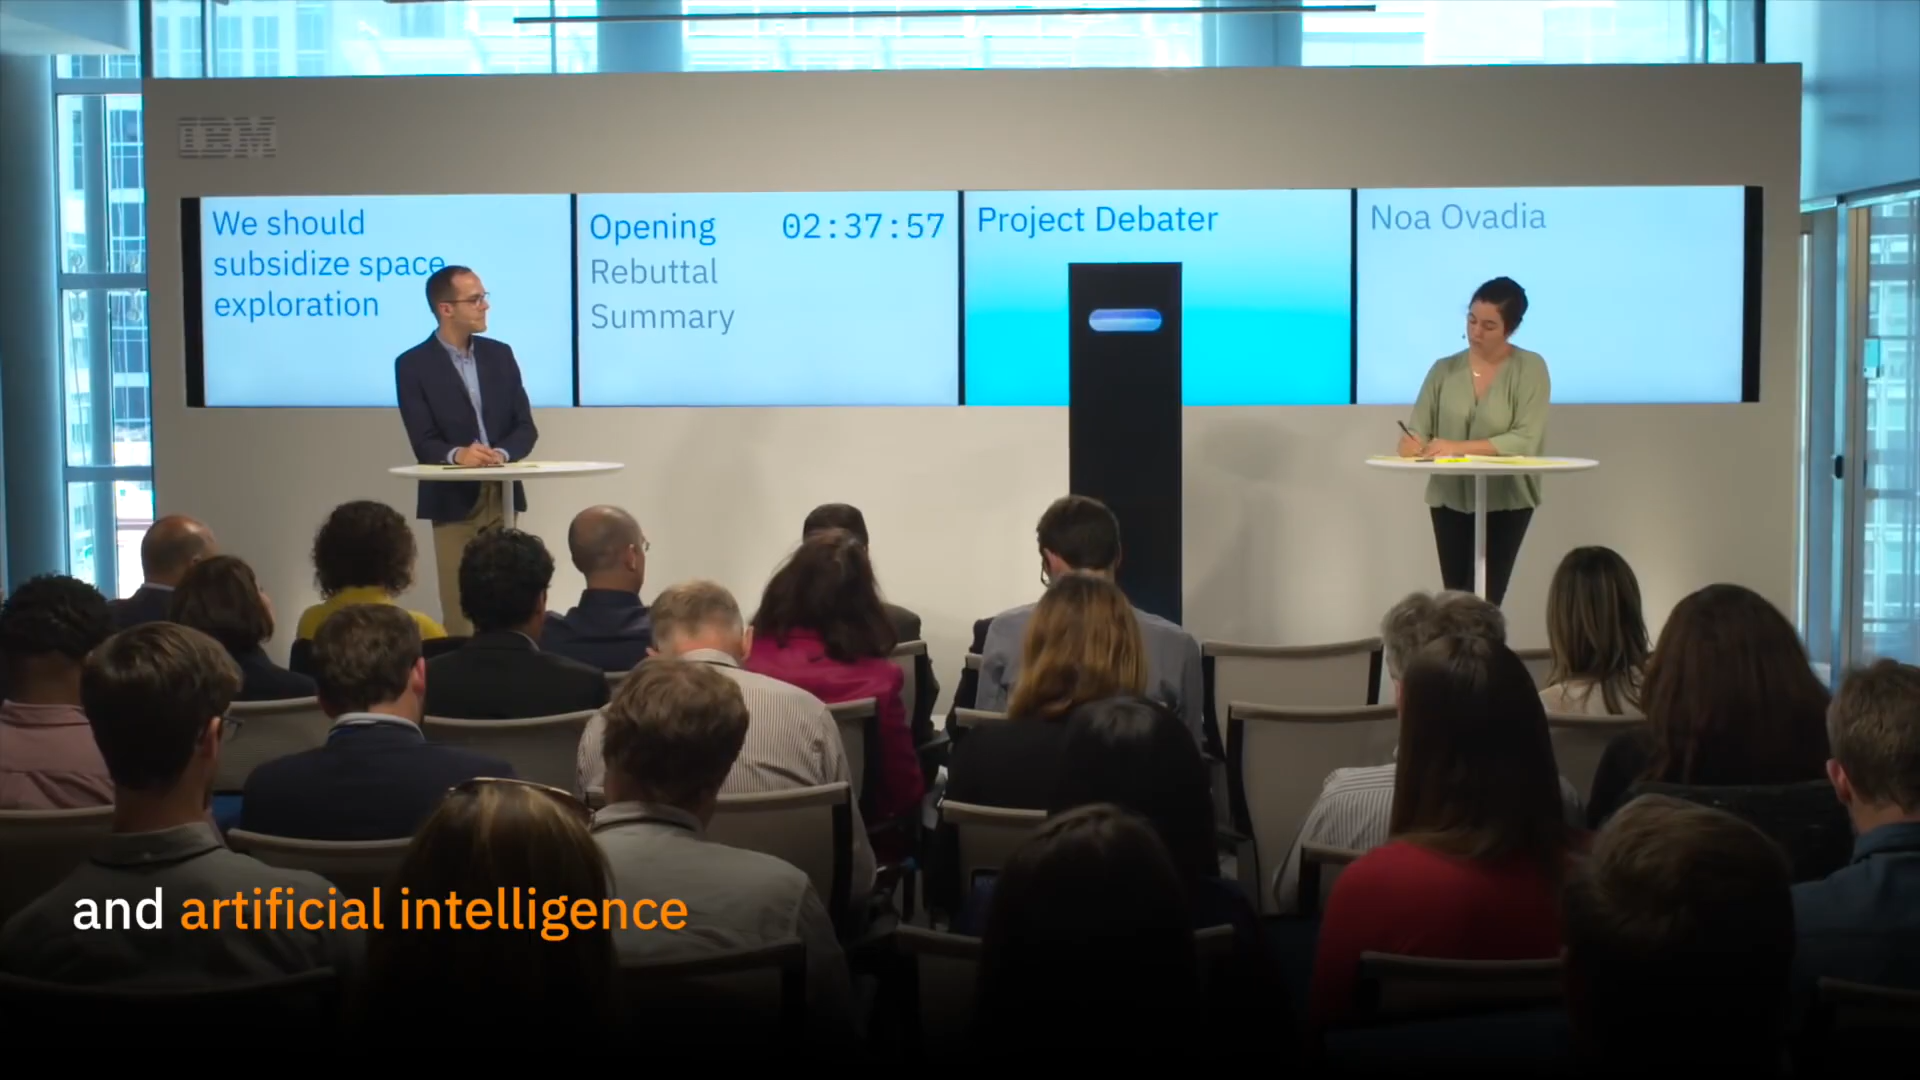 IBM
We should
subsidize space
exploration
Opening 02:37:57
Rebuttal
Summary
Project Debater
Noa Ovadia
and artificial intelligence